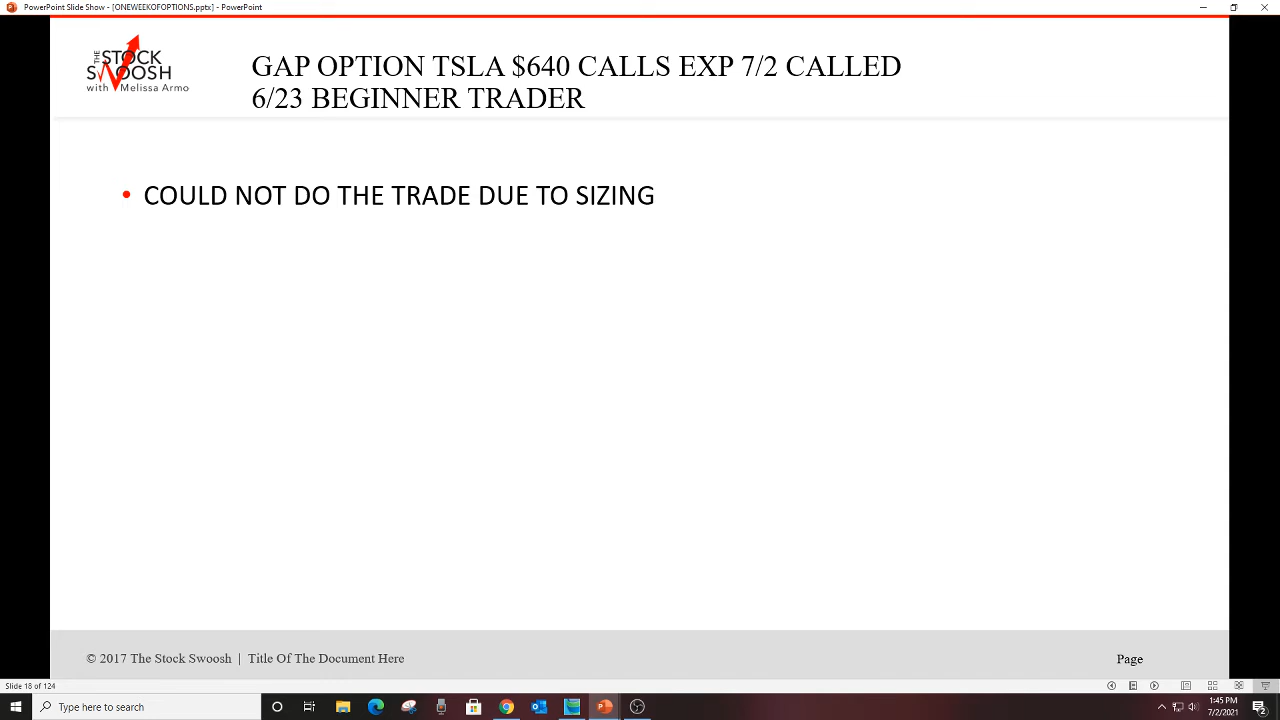 PowerPoint Slide Show - [ONEWEEKOFOPTIONS.pptx] - PowerPoint
THE STOCK
SWOOSH
with Melissa Armo
GAP OPTION TSLA $640 CALLS EXP 7/2 CALLED
6/23 BEGINNER TRADER
• COULD NOT DO THE TRADE DUE TO SIZING
© 2017 The Stock Swoosh | Title Of The Document Here
Page
Slide 18 of 124
Type here to search
1:45 PM
7/2/2021
2